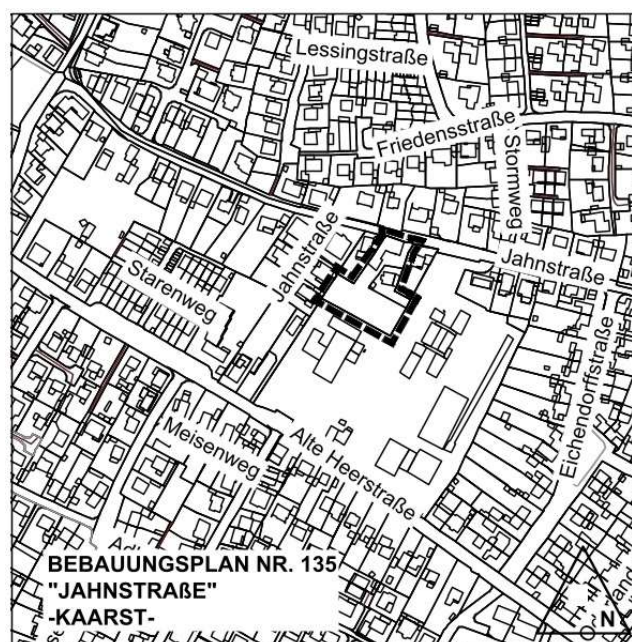 Lessingstraße
Friedensstraße
Stormweg
Jahnstraße
Jahnstraße
Starenweg
Eichendorffstraße
Meisenweg
Alte Heerstraße
BEBAUUNGSPLAN NR. 135
"JAHNSTRAßE"
-KAARST-
N